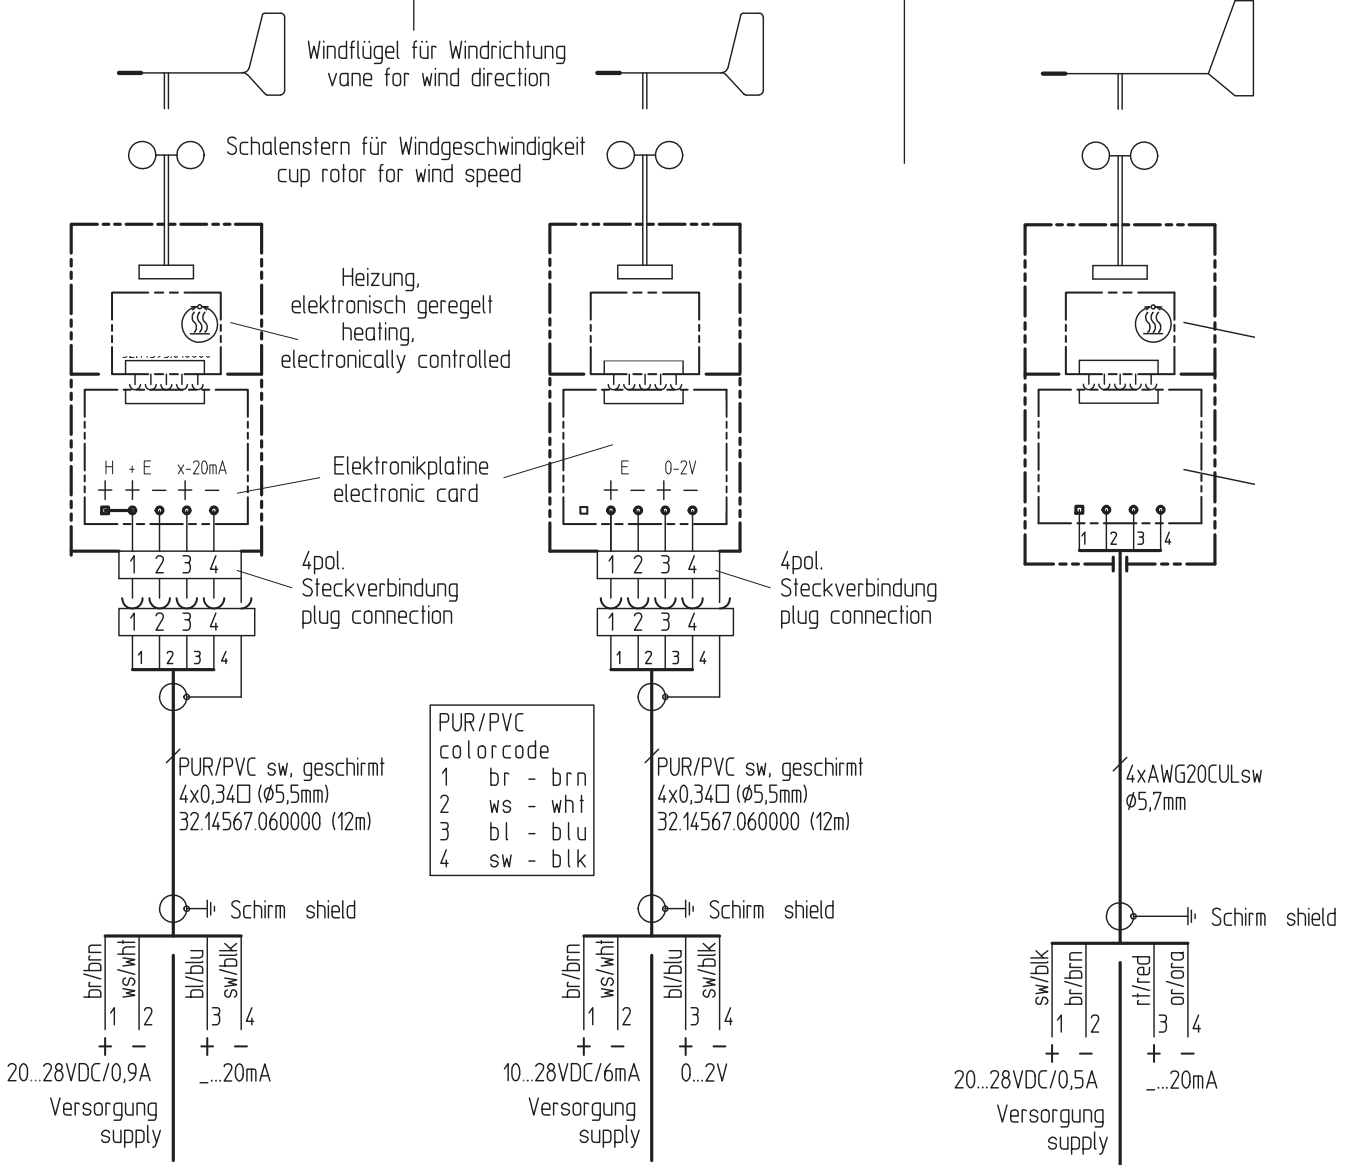 Windflügel für Windrichtung
vane for wind direction
Schalenstern für Windgeschwindigkeit
cup rotor for wind speed
Heizung,
elektronisch geregelt
heating,
electronically controlled
H + E x-20mA
+ + − + −
Elektronikplatine
electronic card
E 0-2V
+ − + −
1 2 3 4
4pol.
Steckverbindung
plug connection
1 2 3 4
1 2 3 4
1 2 3 4
4pol.
Steckverbindung
plug connection
1 2 3 4
1 2 3 4
1 2 3 4
PUR/PVC sw, geschirmt
4x0,34□ (Ø5,5mm)
32.14567.060000 (12m)
PUR/PVC
colorcode
1 br - brn
2 ws - wht
3 bl - blu
4 sw - blk
PUR/PVC sw, geschirmt
4x0,34□ (Ø5,5mm)
32.14567.060000 (12m)
4xAWG20CULsw
Ø5,7mm
Schirm shield
br/brn
ws/wht
bl/blu
sw/blk
1 2 3 4
+ − + −
20...28VDC/0,9A _...20mA
Versorgung
supply
Schirm shield
br/brn
ws/wht
bl/blu
sw/blk
1 2 3 4
+ − + −
10...28VDC/6mA 0...2V
Versorgung
supply
Schirm shield
sw/blk
br/brn
rt/red
or/ora
1 2 3 4
+ − + −
20...28VDC/0,5A _...20mA
Versorgung
supply